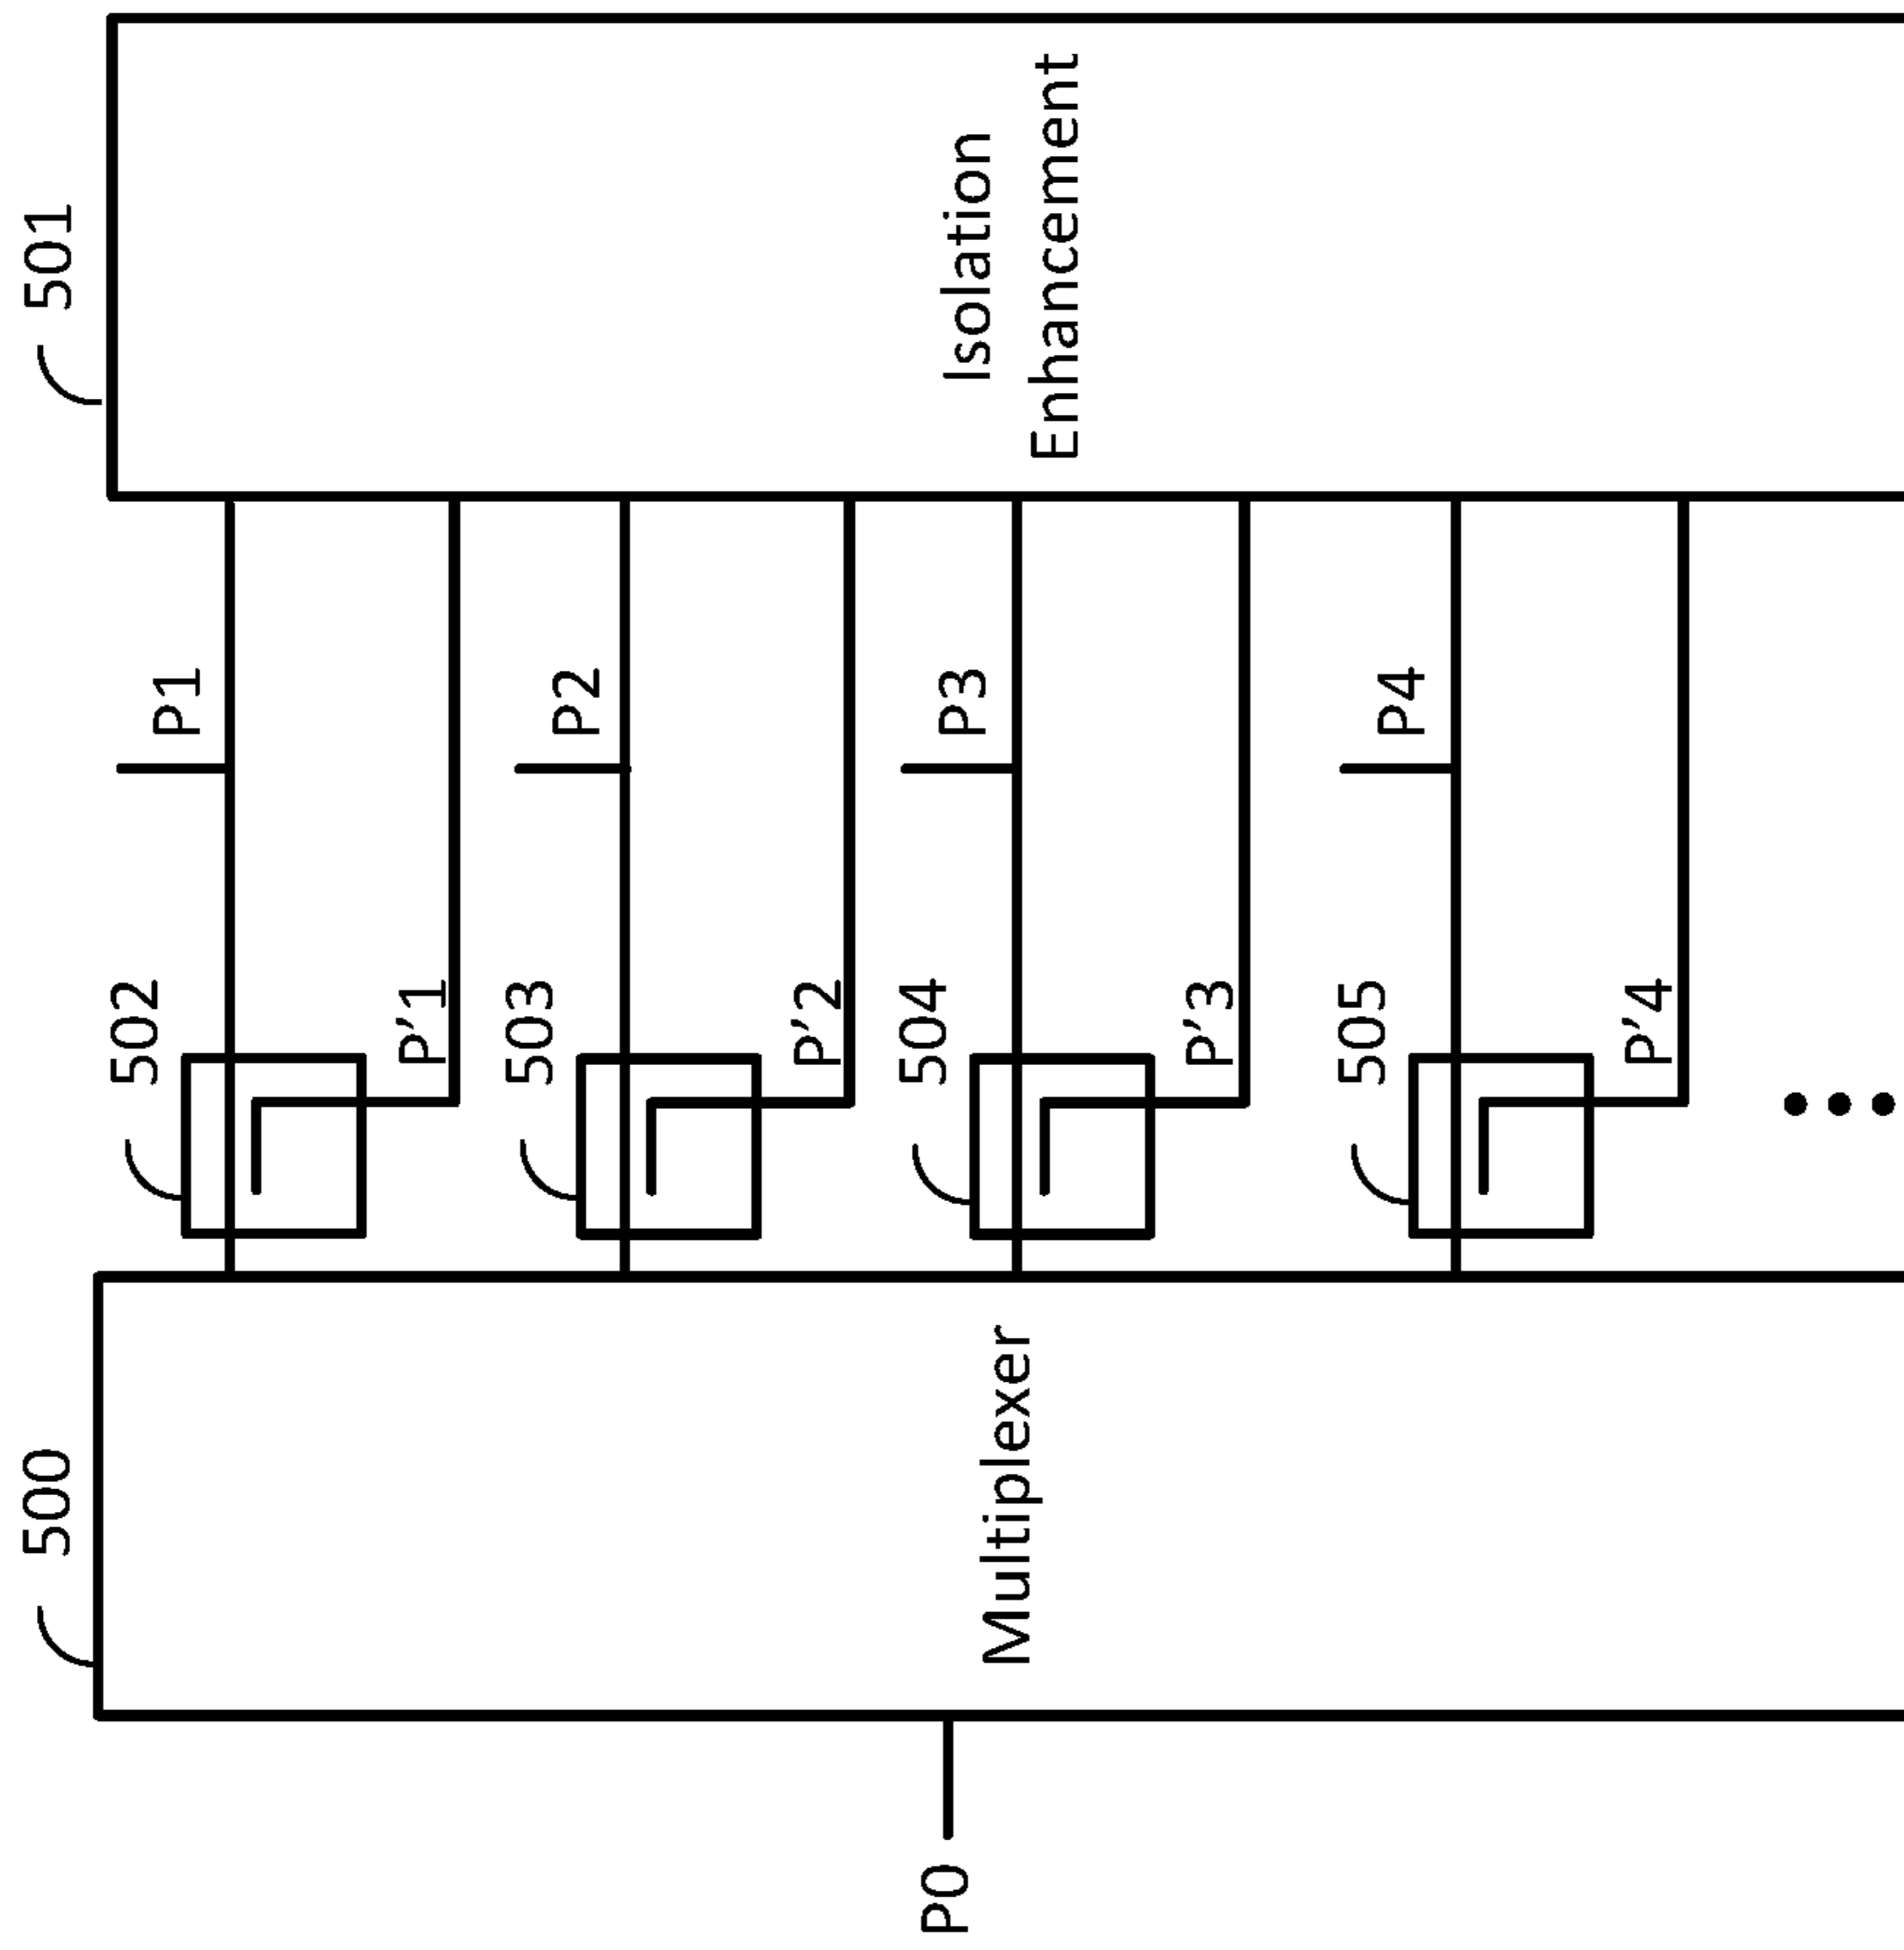 501
Isolation
Enhancement
P1
P2
P3
P4
502
P'1
503
P'2
504
P'3
505
P'4
500
Multiplexer
P0